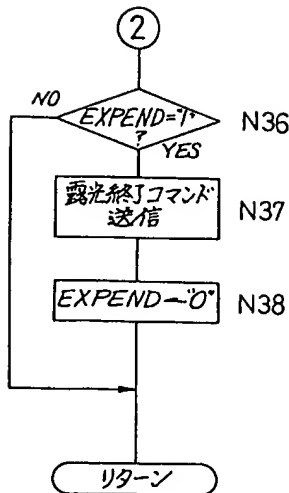 2
EXPEND="1"
?
NO
YES
N36
露光終了コマンド
送信
N37
EXPEND←"0"
N38
リターン